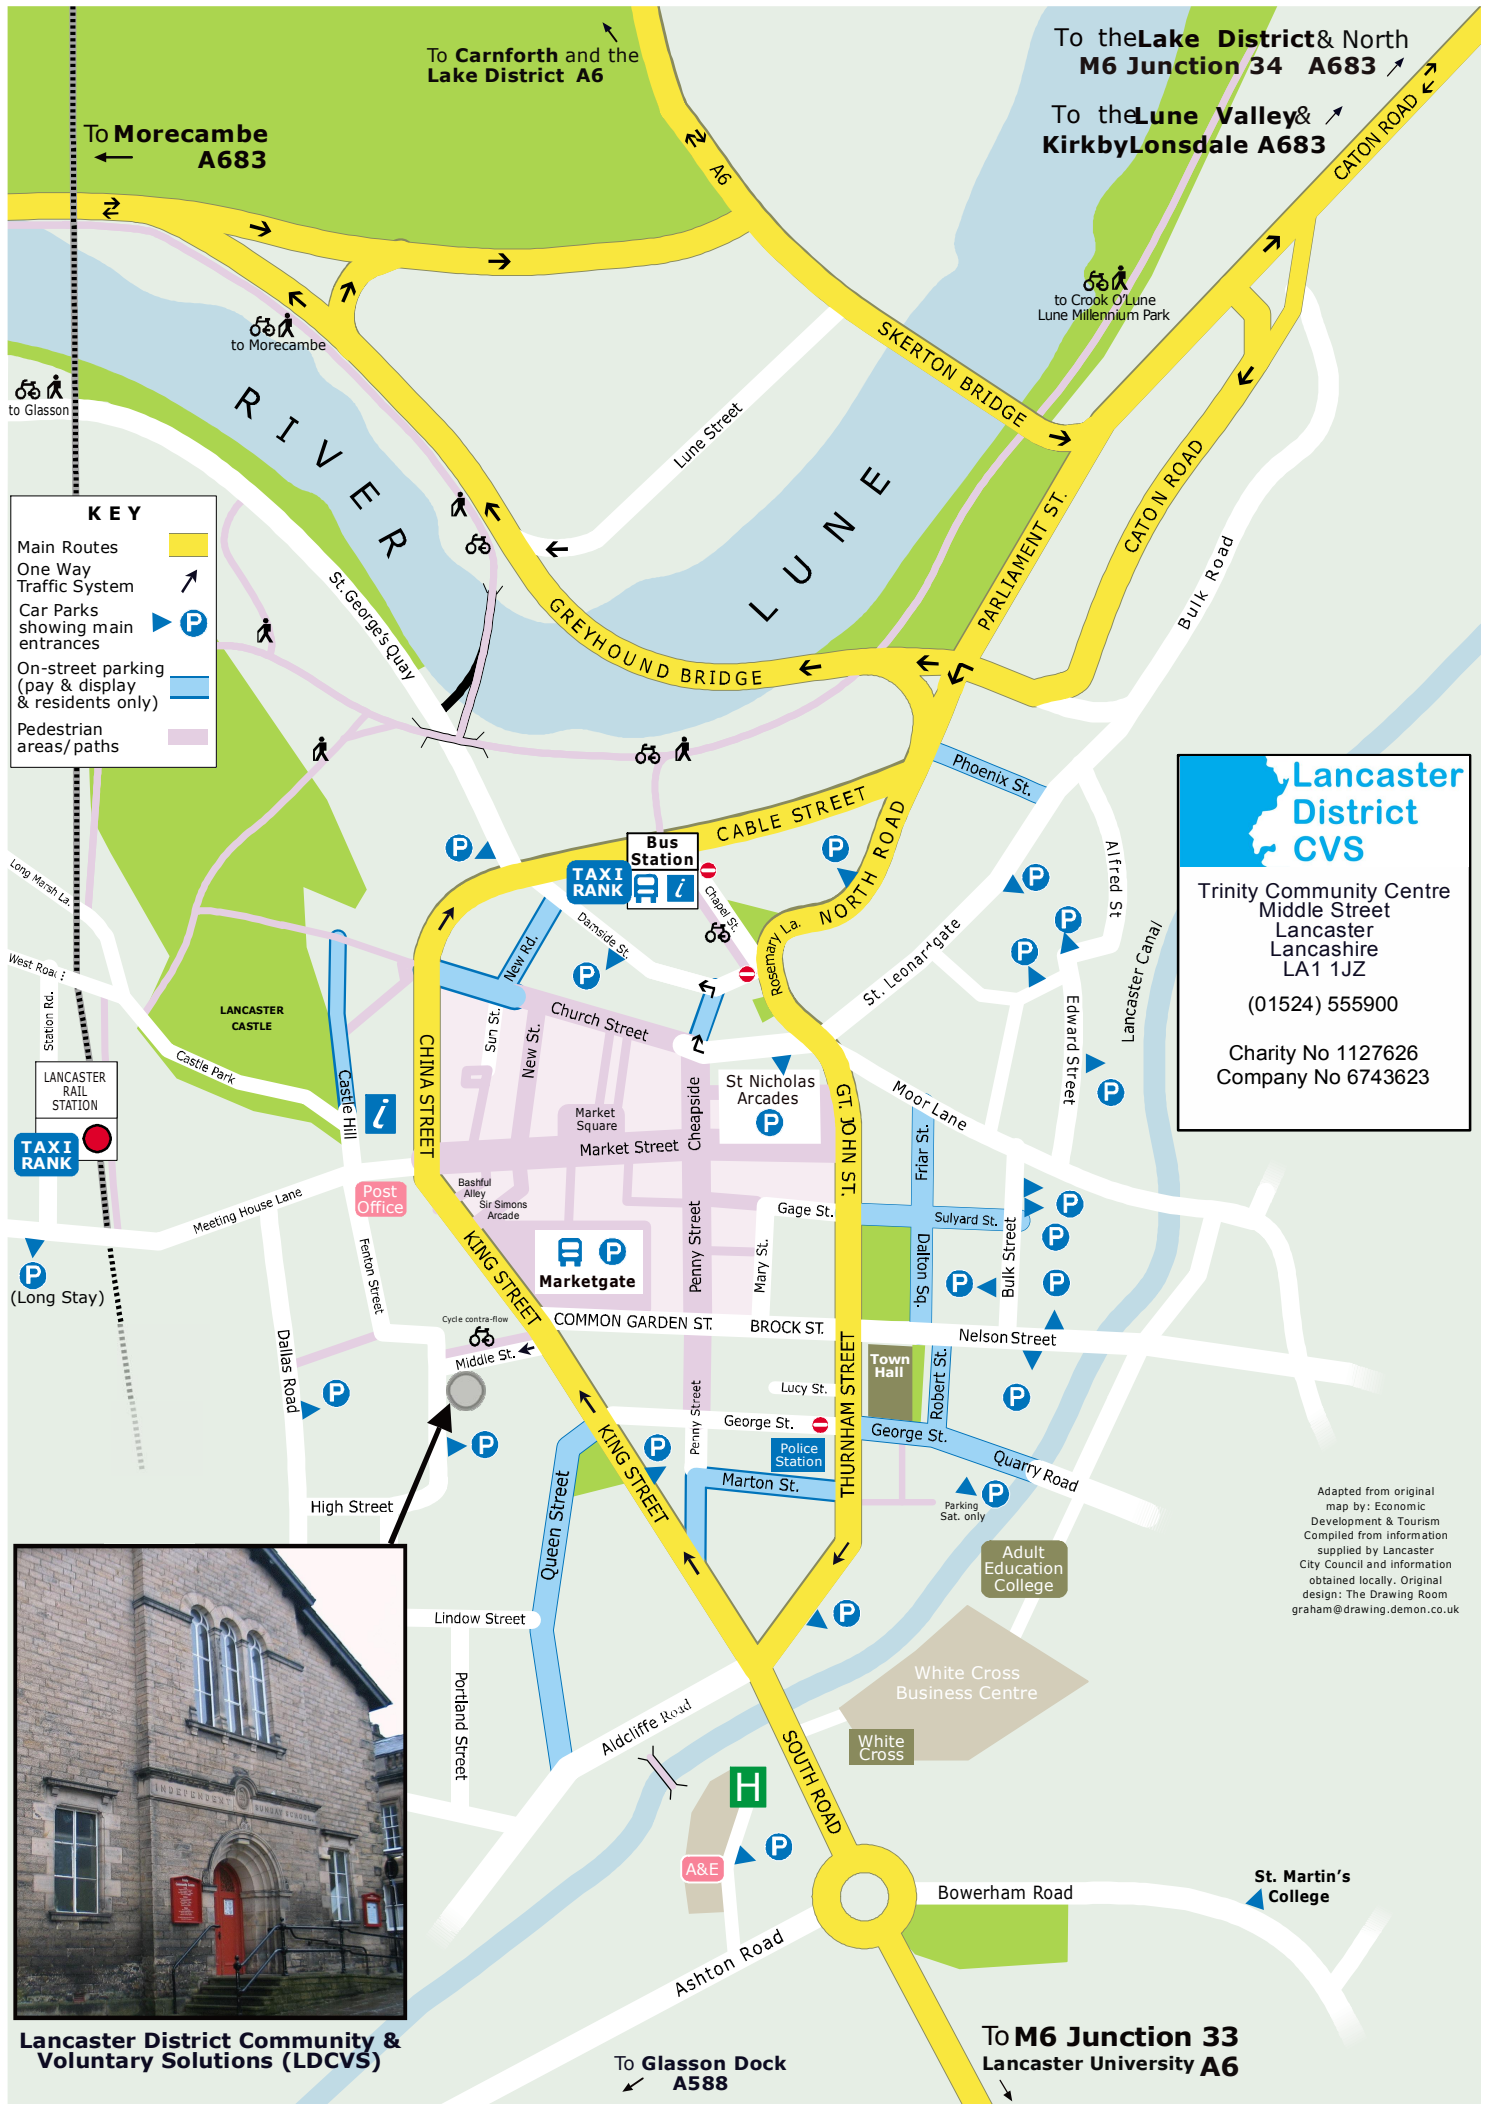 To Carnforth and the
Lake District A6
To the Lake District & North
M6 Junction 34 A683
To the Lune Valley &
Kirkby Lonsdale A683
To Morecambe
A683
CATON ROAD
A6
to Crook O'Lune
Lune Millennium Park
to Morecambe
SKERTON BRIDGE
to Glasson
RIVER
LUNE
Lune Street
CATON ROAD
PARLIAMENT ST.
Bulk Road
KEY
Main Routes
One Way
Traffic System
Car Parks
showing main
entrances
P
On-street parking
(pay & display
& residents only)
Pedestrian
areas/paths
St. George's Quay
GREYHOUND BRIDGE
Phoenix St.
Lancaster
District
CVS
Trinity Community Centre
Middle Street
Lancaster
Lancashire
LA1 1JZ
(01524) 555900
Charity No 1127626
Company No 6743623
CABLE STREET
NORTH ROAD
P
P
Bus
Station
i
TAXI
RANK
Alfred St
P
P
P
Long Marsh La.
Chapel St.
Damside St.
P
New Rd.
Rosemary La.
St. Leonardgate
Lancaster Canal
West Road
Station Rd.
LANCASTER
CASTLE
Castle Park
Castle Hill
i
CHINA STREET
Sun St.
New St.
Church Street
Cheapside
St Nicholas
Arcades
P
GT. JOHN ST.
Moor Lane
Edward Street
P
LANCASTER
RAIL
STATION
TAXI
RANK
Market
Square
Market Street
Friar St.
Meeting House Lane
Post
Office
Bashful
Alley
Sir Simons
Arcade
Gage St.
Mary St.
Sulyard St.
P
P
P
P
Bulk Street
Dalton Sq.
Penny Street
P
Marketgate
P
(Long Stay)
Fenton Street
KING STREET
Cycle contra-flow
Middle St.
COMMON GARDEN ST.
BROCK ST.
Nelson Street
Dallas Road
P
P
Town
Hall
Robert St.
P
Lucy St.
THURNHAM STREET
Penny Street
George St.
George St.
Police
Station
Quarry Road
KING STREET
P
Marton St.
Parking
Sat. only
P
High Street
Queen Street
Adult
Education
College
Adapted from original
map by: Economic
Development & Tourism
Compiled from information
supplied by Lancaster
City Council and information
obtained locally. Original
design: The Drawing Room
graham@drawing.demon.co.uk
P
Lindow Street
Portland Street
White Cross
Business Centre
White
Cross
Aldcliffe Road
SOUTH ROAD
H
P
A&E
INDEPENDENT SUNDAY SCHOOL
Bowerham Road
St. Martin's
College
Ashton Road
Lancaster District Community &
Voluntary Solutions (LDCVS)
To Glasson Dock
A588
To M6 Junction 33
Lancaster University A6